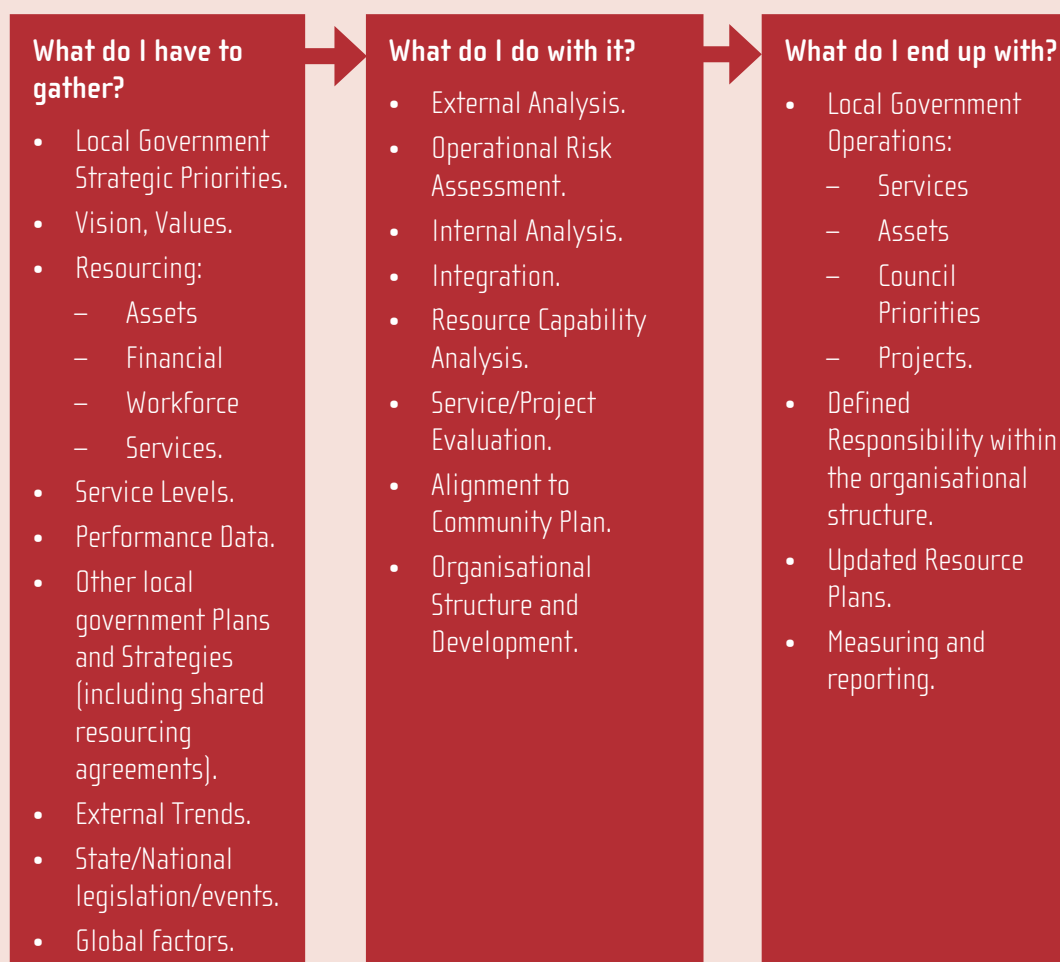 What do I have to
gather?
• Local Government
Strategic Priorities.
• Vision, Values.
• Resourcing:
– Assets
– Financial
– Workforce
– Services.
• Service Levels.
• Performance Data.
• Other local
government Plans
and Strategies
(including shared
resourcing
agreements).
• External Trends.
• State/National
legislation/events.
• Global factors.
What do I do with it?
• External Analysis.
• Operational Risk
Assessment.
• Internal Analysis.
• Integration.
• Resource Capability
Analysis.
• Service/Project
Evaluation.
• Alignment to
Community Plan.
• Organisational
Structure and
Development.
What do I end up with?
• Local Government
Operations:
– Services
– Assets
– Council
Priorities
– Projects.
• Defined
Responsibility within
the organisational
structure.
• Updated Resource
Plans.
• Measuring and
reporting.